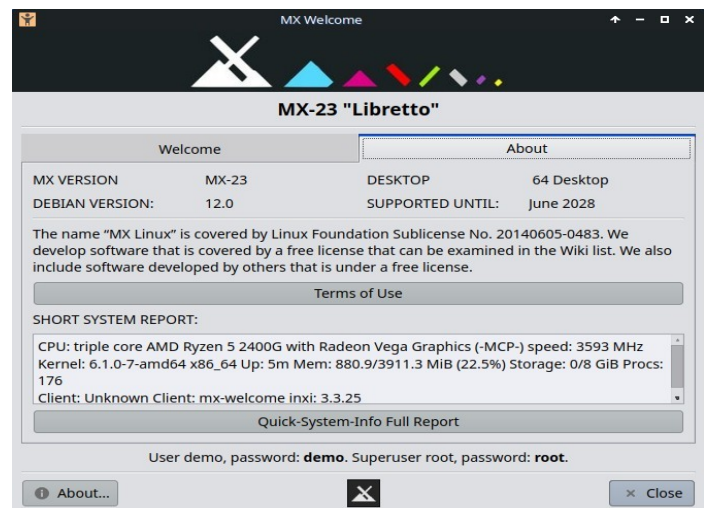 MX Welcome
MX-23 "Libretto"
Welcome
About
MX VERSION MX-23 DESKTOP 64 Desktop
DEBIAN VERSION: 12.0 SUPPORTED UNTIL: June 2028
The name “MX Linux” is covered by Linux Foundation Sublicense No. 20140605-0483. We
develop software that is covered by a free license that can be examined in the Wiki list. We also
include software developed by others that is under a free license.
Terms of Use
SHORT SYSTEM REPORT:
CPU: triple core AMD Ryzen 5 2400G with Radeon Vega Graphics (-MCP-) speed: 3593 MHz
Kernel: 6.1.0-7-amd64 x86_64 Up: 5m Mem: 880.9/3911.3 MiB (22.5%) Storage: 0/8 GiB Procs:
176
Client: Unknown Client: mx-welcome inxi: 3.3.25
Quick-System-Info Full Report
User demo, password: demo. Superuser root, password: root.
About...
Close